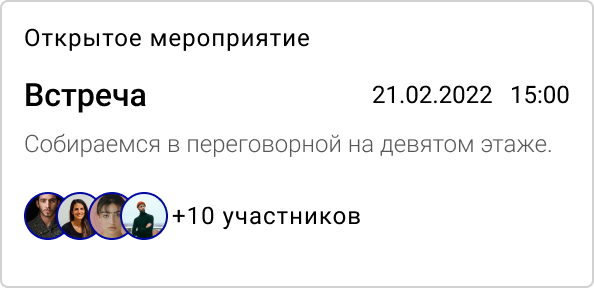 Открытое мероприятие
Встреча 21.02.2022 15:00
Собираемся в переговорной на девятом этаже.
+10 участников